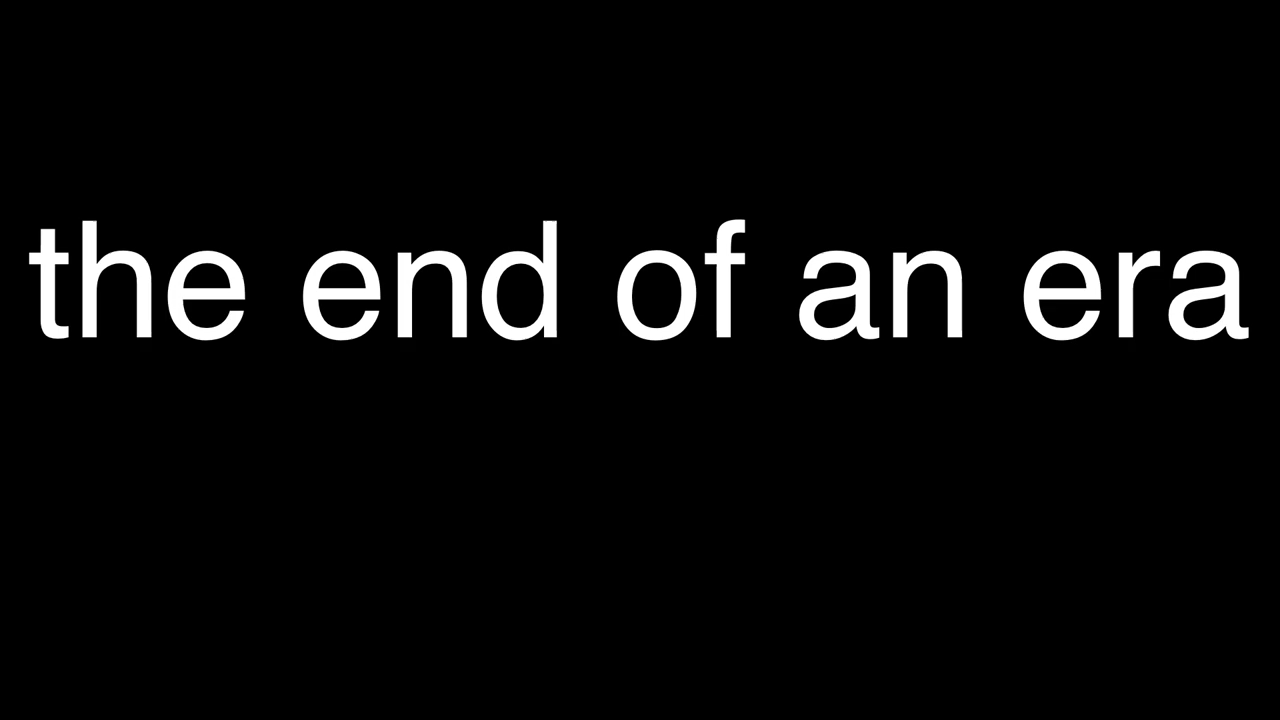 the end of an era